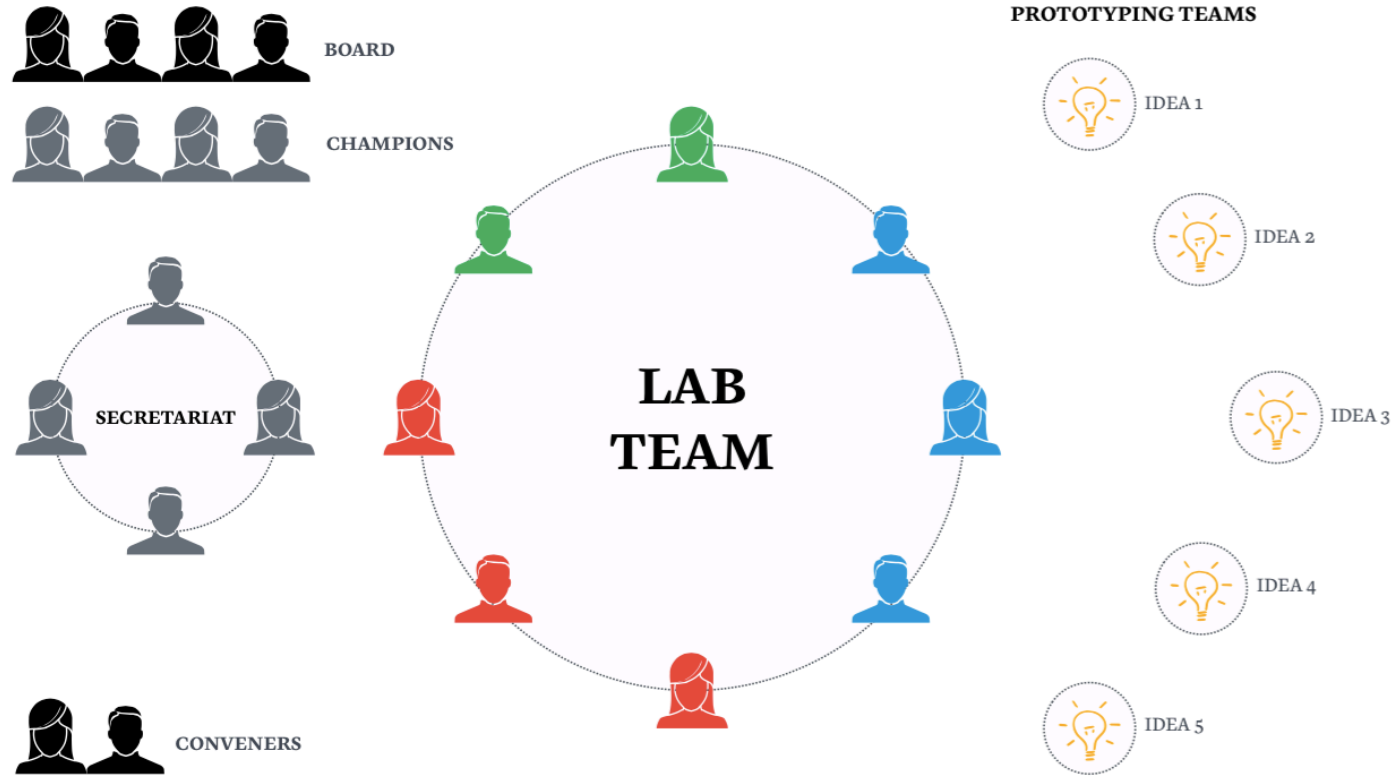 BOARD
CHAMPIONS
SECRETARIAT
CONVENERS
LAB
TEAM
PROTOTYPING TEAMS
IDEA 1
IDEA 2
IDEA 3
IDEA 4
IDEA 5